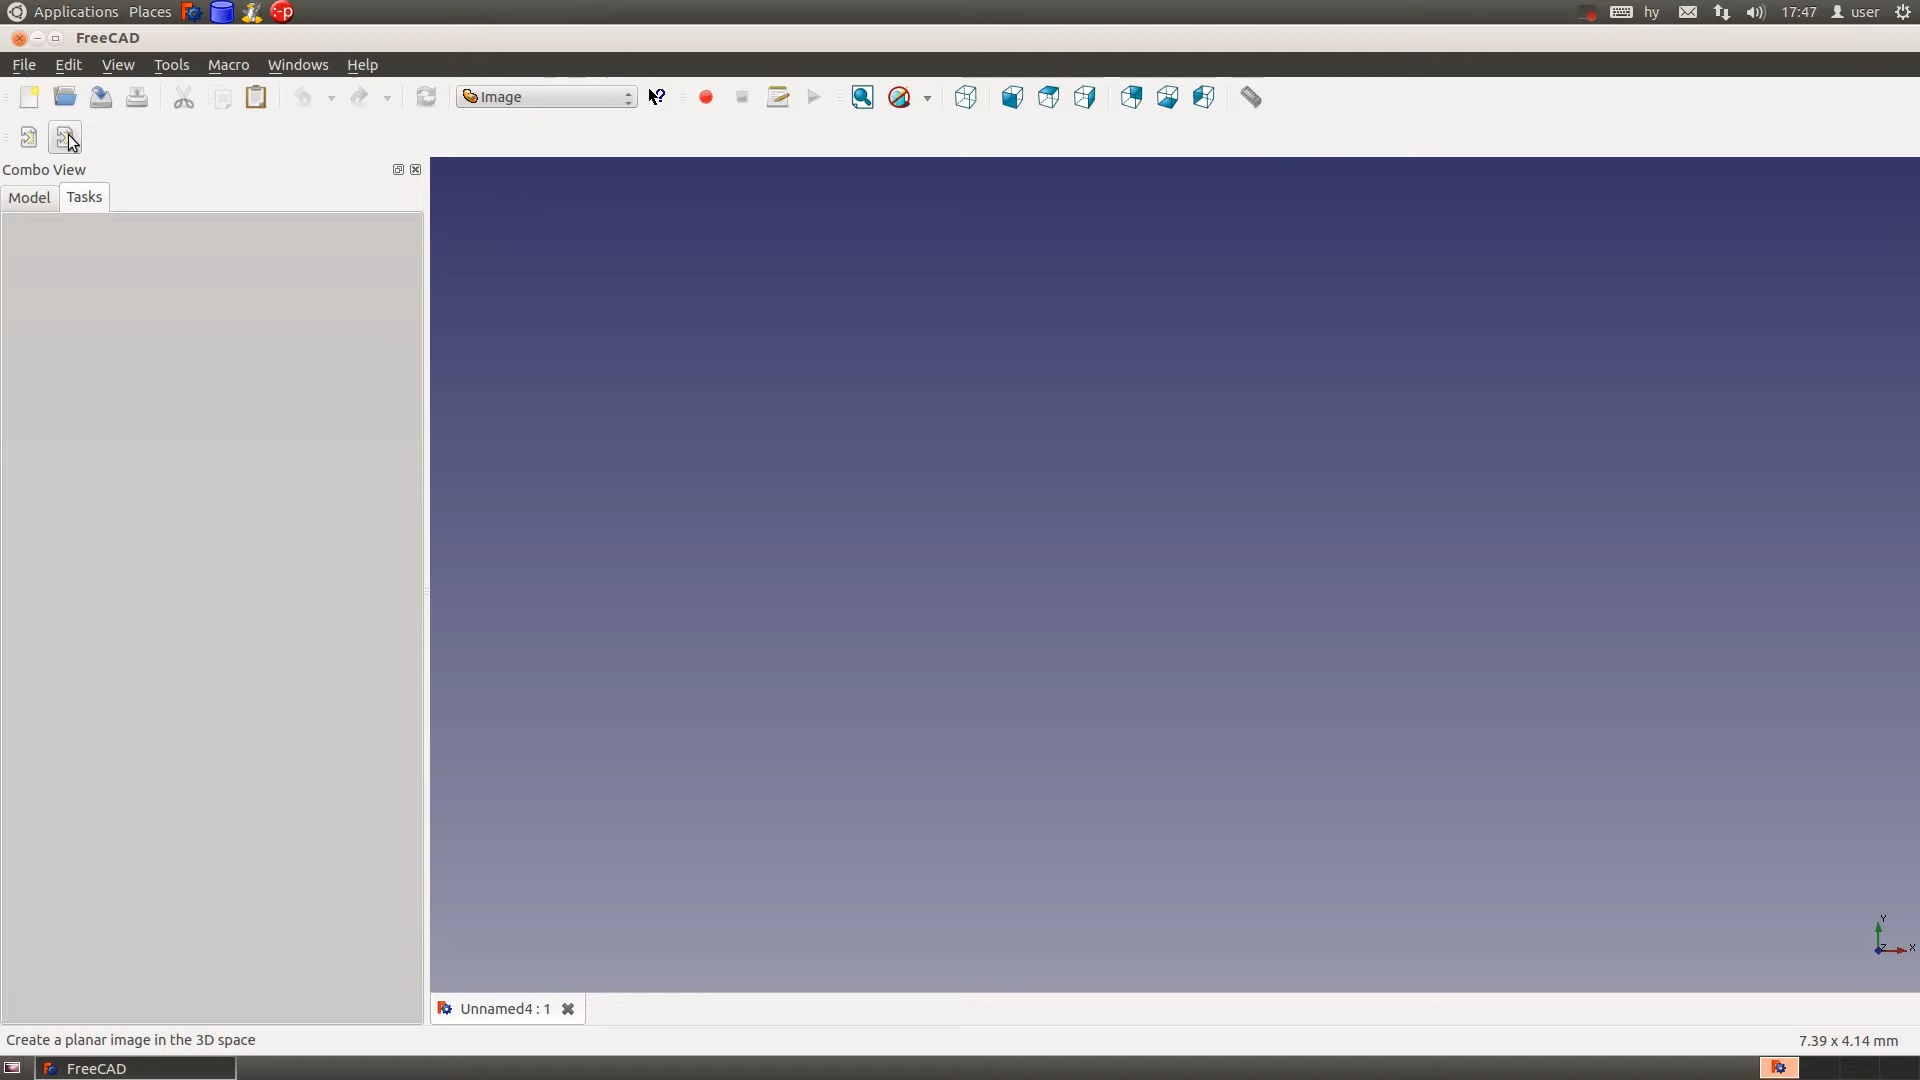 Applications Places hy 17:47 user
FreeCAD
File Edit View Tools Macro Windows Help
Image
Combo View
Model Tasks
Y
Z X
Unnamed4 : 1
Create a planar image in the 3D space 7.39 x 4.14 mm
FreeCAD